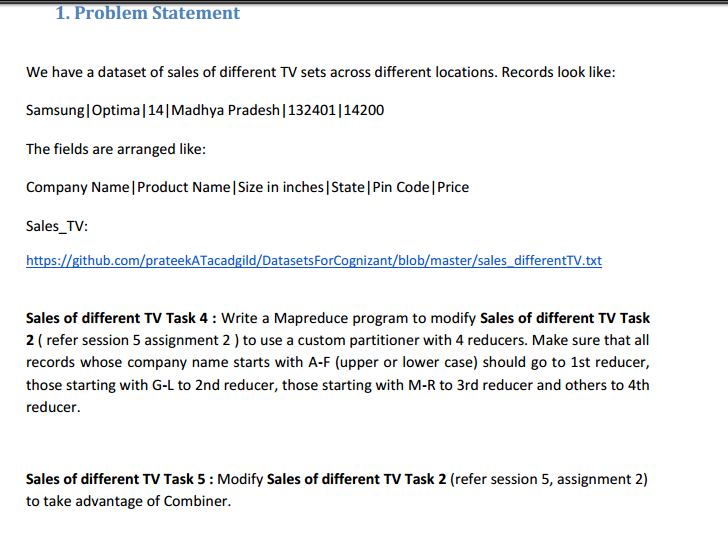 1. Problem Statement
We have a dataset of sales of different TV sets across different locations. Records look like:
Samsung|Optima|14|Madhya Pradesh|132401|14200
The fields are arranged like:
Company Name|Product Name|Size in inches|State|Pin Code|Price
Sales_TV:
https://github.com/prateekATacadgild/DatasetsForCognizant/blob/master/sales_differentTV.txt
Sales of different TV Task 4 : Write a Mapreduce program to modify Sales of different TV Task
2 ( refer session 5 assignment 2 ) to use a custom partitioner with 4 reducers. Make sure that all
records whose company name starts with A-F (upper or lower case) should go to 1st reducer,
those starting with G-L to 2nd reducer, those starting with M-R to 3rd reducer and others to 4th
reducer.
Sales of different TV Task 5 : Modify Sales of different TV Task 2 (refer session 5, assignment 2)
to take advantage of Combiner.